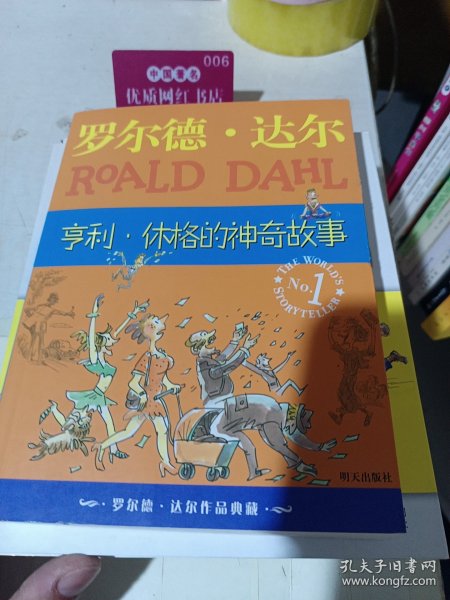 006
中国著名
优质网红书店
罗尔德·达尔
ROALD DAHL
亨利·休格的神奇故事
THE WORLD'S
No.1
STORYTELLER
明天出版社
罗尔德·达尔作品典藏
孔夫子旧书网
www.kongfz.com